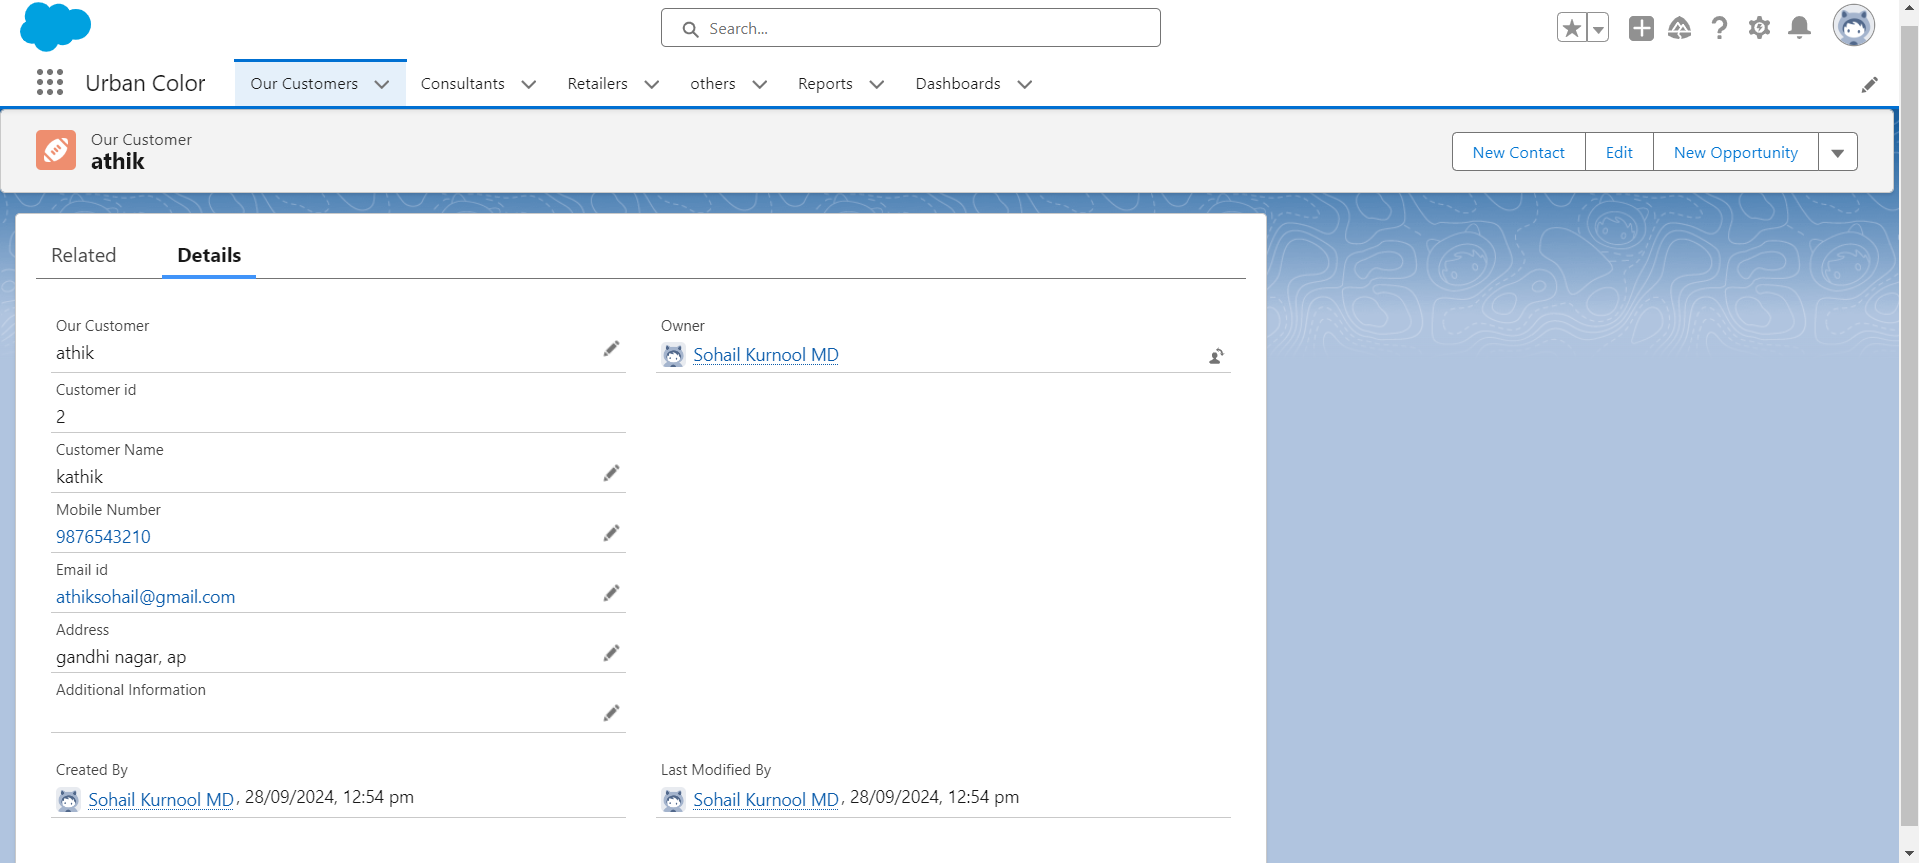 Search...
Urban Color
Our Customers
Consultants
Retailers
others
Reports
Dashboards
Our Customer
athik
New Contact
Edit
New Opportunity
Related
Details
Our Customer
athik
Owner
Sohail Kurnool MD
Customer id
2
Customer Name
kathik
Mobile Number
9876543210
Email id
athiksohail@gmail.com
Address
gandhi nagar, ap
Additional Information
Created By
Sohail Kurnool MD, 28/09/2024, 12:54 pm
Last Modified By
Sohail Kurnool MD, 28/09/2024, 12:54 pm